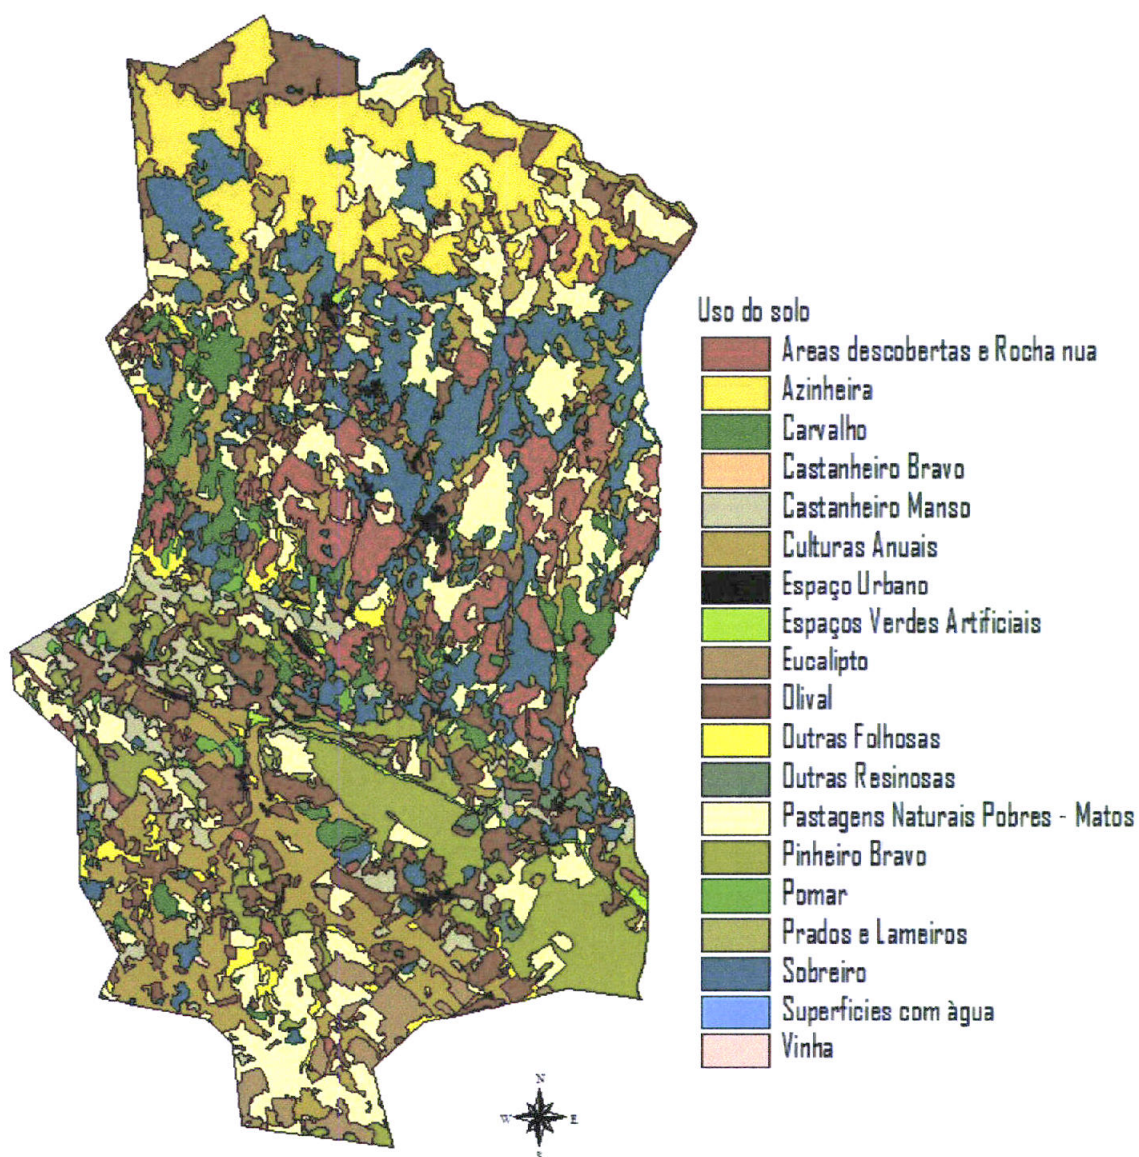 Uso do solo
Areas descobertas e Rocha nua
Azinheira
Carvalho
Castanheiro Bravo
Castanheiro Manso
Culturas Anuais
Espaço Urbano
Espaços Verdes Artificiais
Eucalipto
Olival
Outras Folhosas
Outras Resinosas
Pastagens Naturais Pobres - Matos
Pinheiro Bravo
Pomar
Prados e Lameiros
Sobreiro
Superficies com àgua
Vinha
N
W E
S